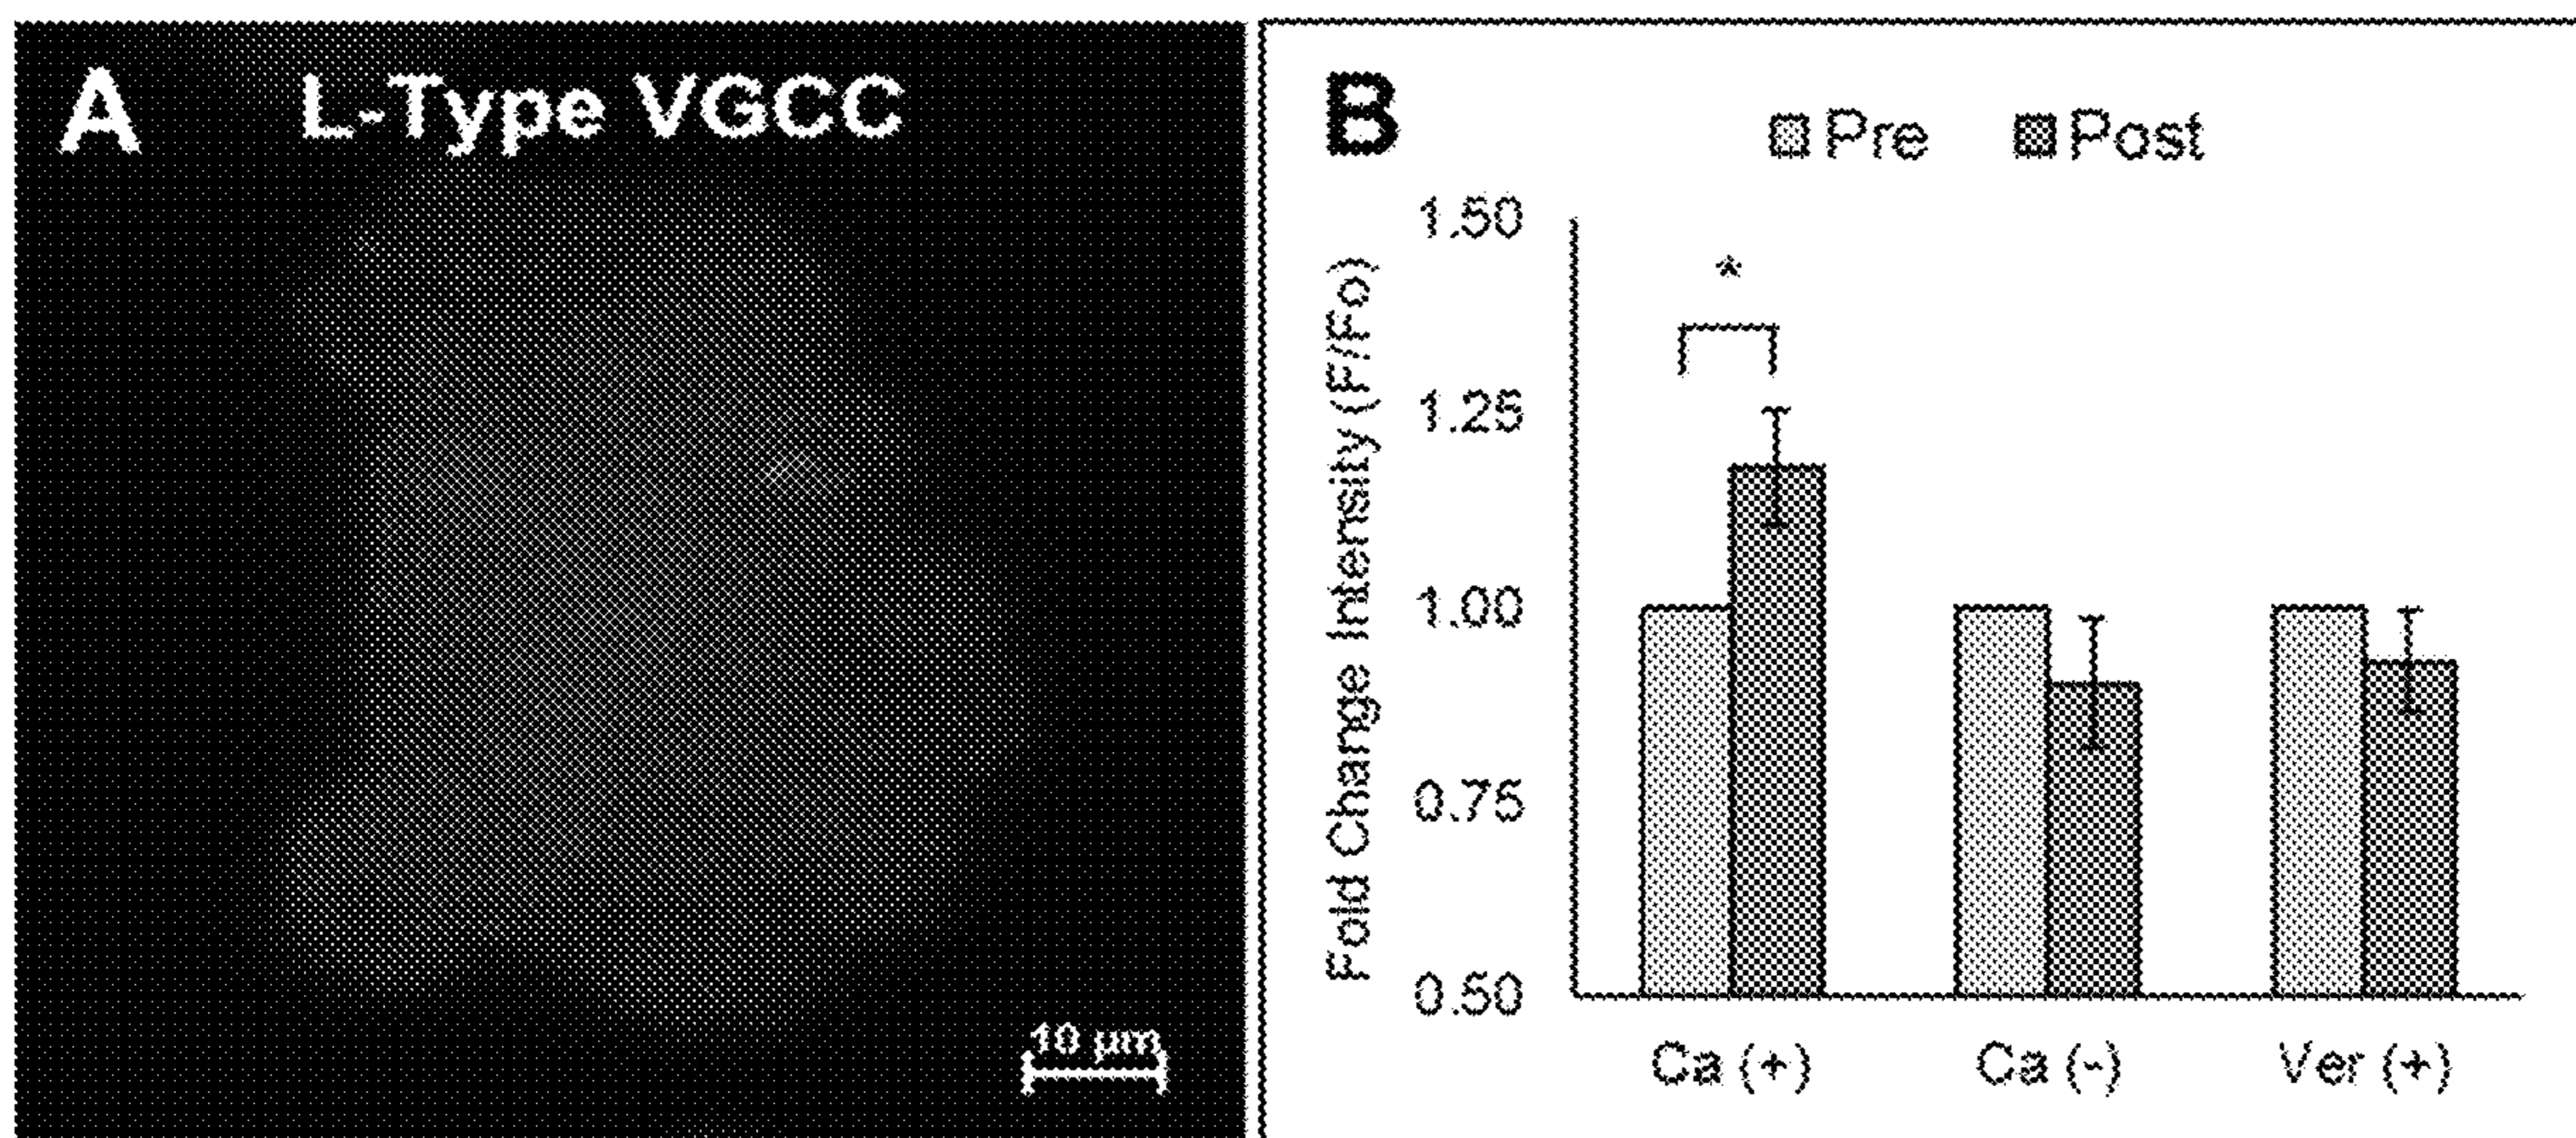 A L-Type VGCC
10 µm
B
Pre Post
Fold Change Intensity (F/Fo)
1.50
*
1.25
1.00
0.75
0.50
Ca (+) Ca (-) Ver (+)